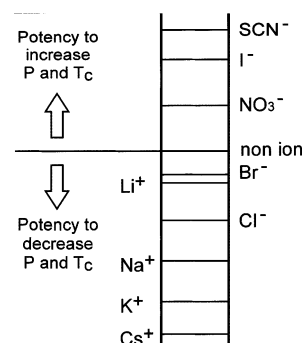 Potency to
increase
P and Tc
SCN⁻
I⁻
NO₃⁻
non ion
Br⁻
Li⁺
Potency to
decrease
P and Tc
Cl⁻
Na⁺
K⁺
Cs⁺